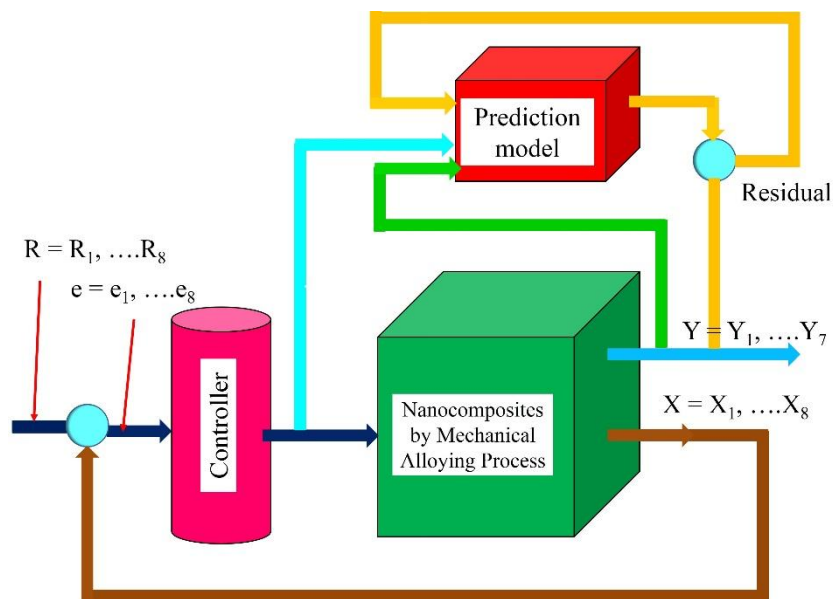 Prediction
model
Residual
R = R₁, ….R₈
e = e₁, ….e₈
Y = Y₁, ….Y₇
X = X₁, ….X₈
Controller
Nanocomposites
by Mechanical
Alloying Process